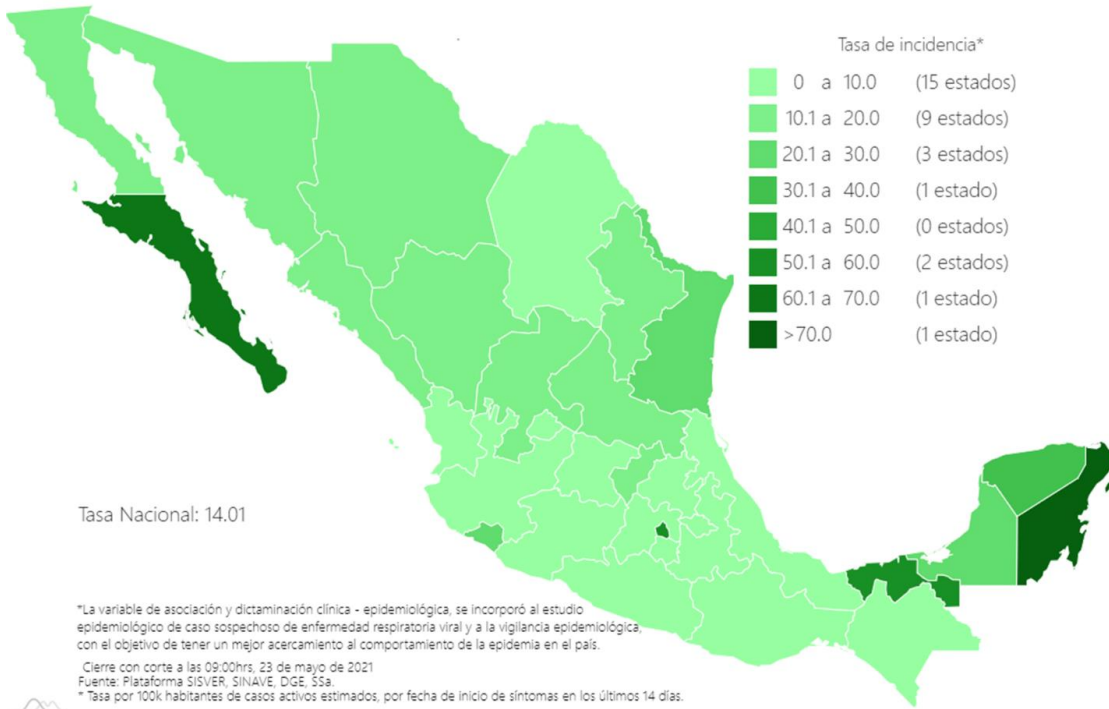 Tasa de incidencia*
0 a 10.0 (15 estados)
10.1 a 20.0 (9 estados)
20.1 a 30.0 (3 estados)
30.1 a 40.0 (1 estado)
40.1 a 50.0 (0 estados)
50.1 a 60.0 (2 estados)
60.1 a 70.0 (1 estado)
>70.0 (1 estado)
Tasa Nacional: 14.01
*La variable de asociación y dictaminación clínica - epidemiológica, se incorporó al estudio
epidemiológico de caso sospechoso de enfermedad respiratoria viral y a la vigilancia epidemiológica,
con el objetivo de tener un mejor acercamiento al comportamiento de la epidemia en el país.
Cierre con corte a las 09:00hrs, 23 de mayo de 2021
Fuente: Plataforma SISVER, SINAVE, DGE, SSa.
* Tasa por 100k habitantes de casos activos estimados, por fecha de inicio de síntomas en los últimos 14 días.